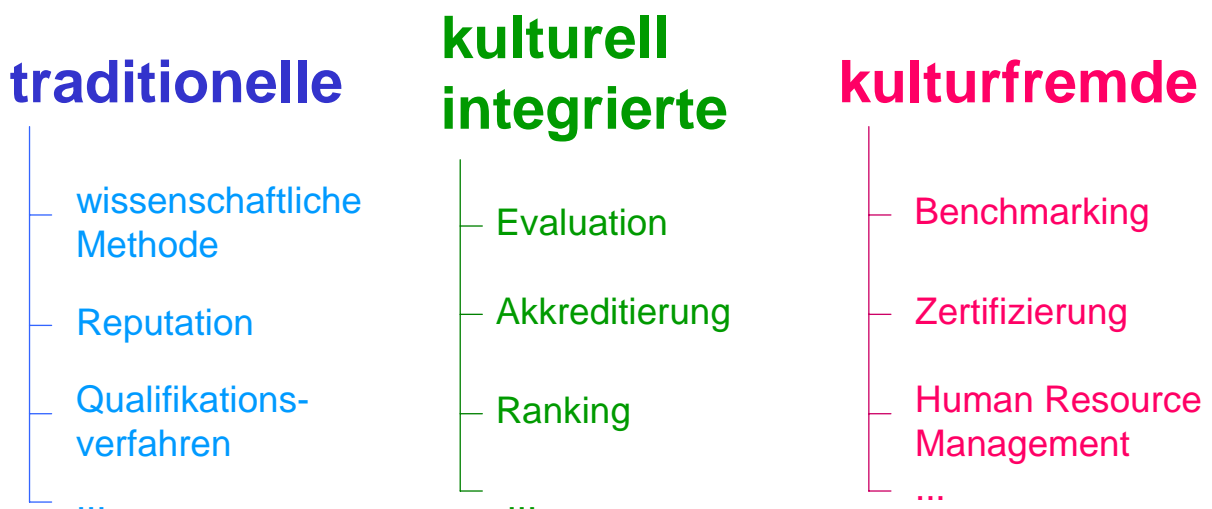 traditionelle
wissenschaftliche
Methode
Reputation
Qualifikations-
verfahren
...
kulturell
integrierte
Evaluation
Akkreditierung
Ranking
...
kulturfremde
Benchmarking
Zertifizierung
Human Resource
Management
...